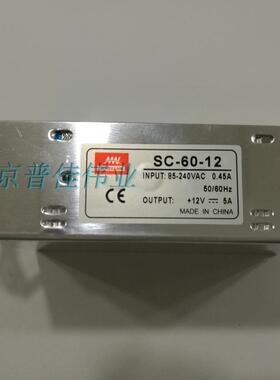 SC-60-12
INPUT: 85-240VAC 0.45A
50/60Hz
OUTPUT: +12V ⎓ 5A
MADE IN CHINA
CE
京普佳伟业